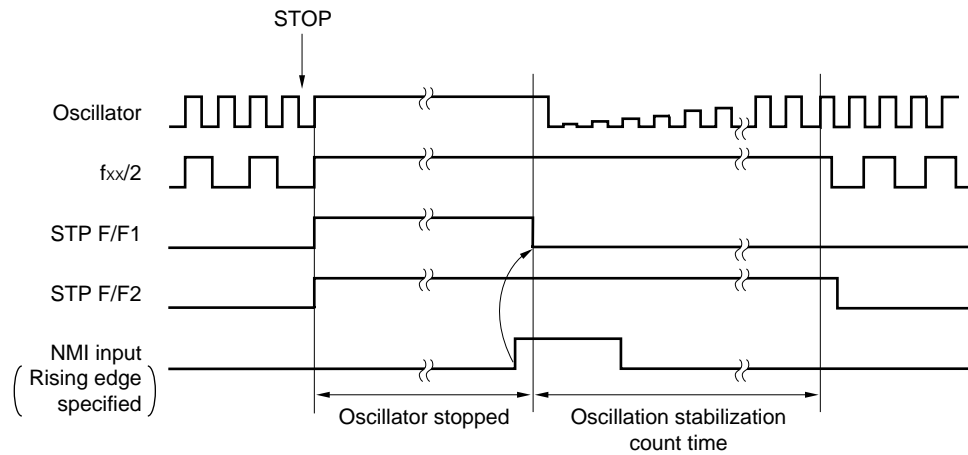 STOP
Oscillator
fxx/2
STP F/F1
STP F/F2
NMI input
( Rising edge
specified )
Oscillator stopped
Oscillation stabilization
count time